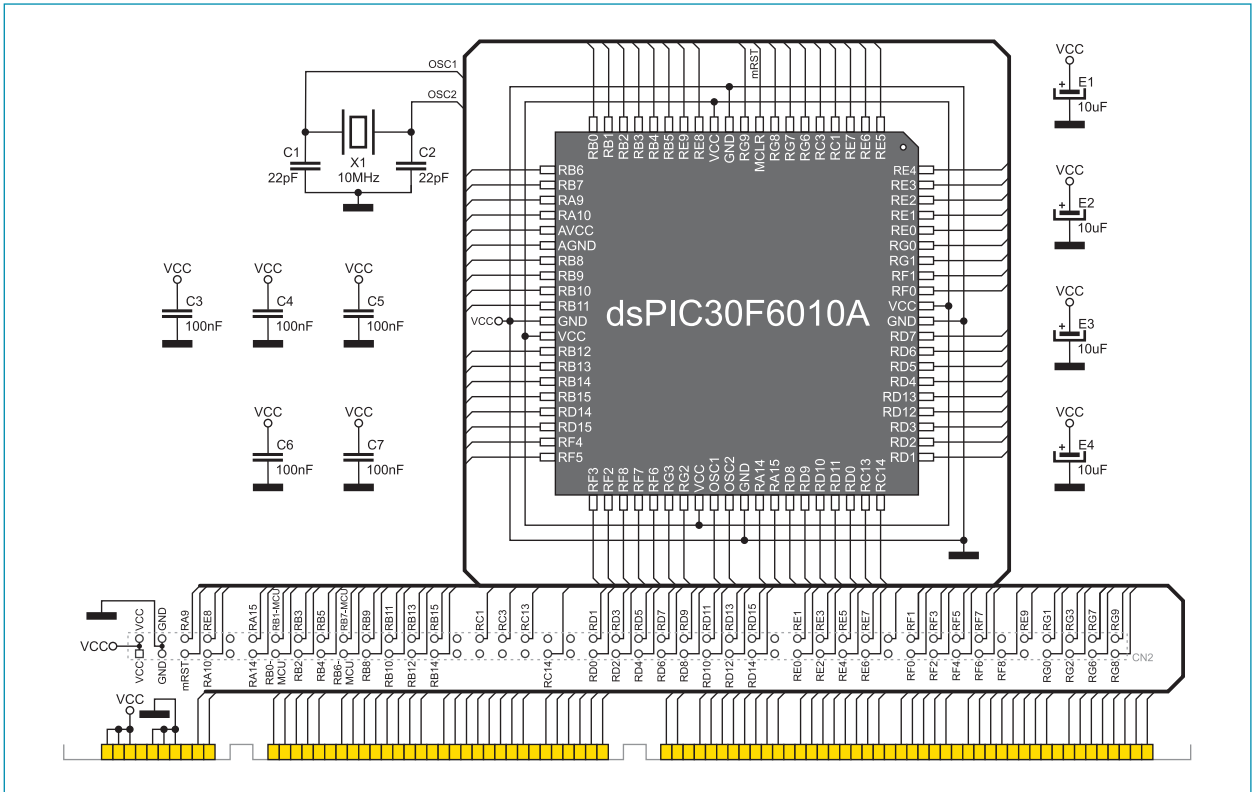 OSC1
OSC2
C1
22pF
X1
10MHz
C2
22pF
mRST
RB0
RB1
RB2
RB3
RB4
RB5
RE9
RE8
VCC
GND
RG9
MCLR
RG8
RG7
RG6
RC3
RC1
RE7
RE6
RE5
RB6
RB7
RA9
RA10
AVCC
AGND
RB8
RB9
RB10
RB11
GND
VCC
RB12
RB13
RB14
RB15
RD14
RD15
RF4
RF5
VCC
dsPIC30F6010A
RE4
RE3
RE2
RE1
RE0
RG0
RG1
RF1
RF0
VCC
GND
RD7
RD6
RD5
RD4
RD13
RD12
RD3
RD2
RD1
RF3
RF2
RF8
RF7
RF6
RG3
RG2
VCC
OSC1
OSC2
GND
RA14
RA15
RD8
RD9
RD10
RD11
RD0
RC13
RC14
VCC
C3
100nF
VCC
C4
100nF
VCC
C5
100nF
VCC
C6
100nF
VCC
C7
100nF
VCC
+
E1
10uF
VCC
+
E2
10uF
VCC
+
E3
10uF
VCC
+
E4
10uF
VCC
VCC
GND
RA9
RE8
RA15
RB1-MCU
RB3
RB5
RB7-MCU
RB9
RB11
RB13
RB15
RC1
RC3
RC13
RD1
RD3
RD5
RD7
RD9
RD11
RD13
RD15
RE1
RE3
RE5
RE7
RF1
RF3
RF5
RF7
RE9
RG1
RG3
RG7
RG9
VCC
GND
mRST
RA10
RA14
RB0-
MCU
RB2
RB4
RB6-
MCU
RB8
RB10
RB12
RB14
RC14
RD0
RD2
RD4
RD6
RD8
RD10
RD12
RD14
RE0
RE2
RE4
RE6
RF0
RF2
RF4
RF6
RF8
RG0
RG2
RG6
RG8
CN2
VCC